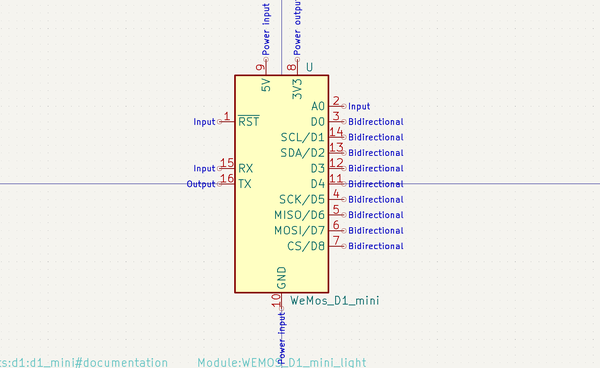 Power input
Power outpu
9
8
U
5V
3V3
A0
2
Input
D0
3
Bidirectional
Input
1
RST
SCL/D1
14
Bidirectional
SDA/D2
13
Bidirectional
Input
15
RX
D3
12
Bidirectional
Output
16
TX
D4
11
Bidirectional
SCK/D5
4
Bidirectional
MISO/D6
5
Bidirectional
MOSI/D7
6
Bidirectional
CS/D8
7
Bidirectional
GND
10
WeMos_D1_mini
Power input
ts:d1:d1_mini#documentation
Module:WEMOS_D1_mini_light